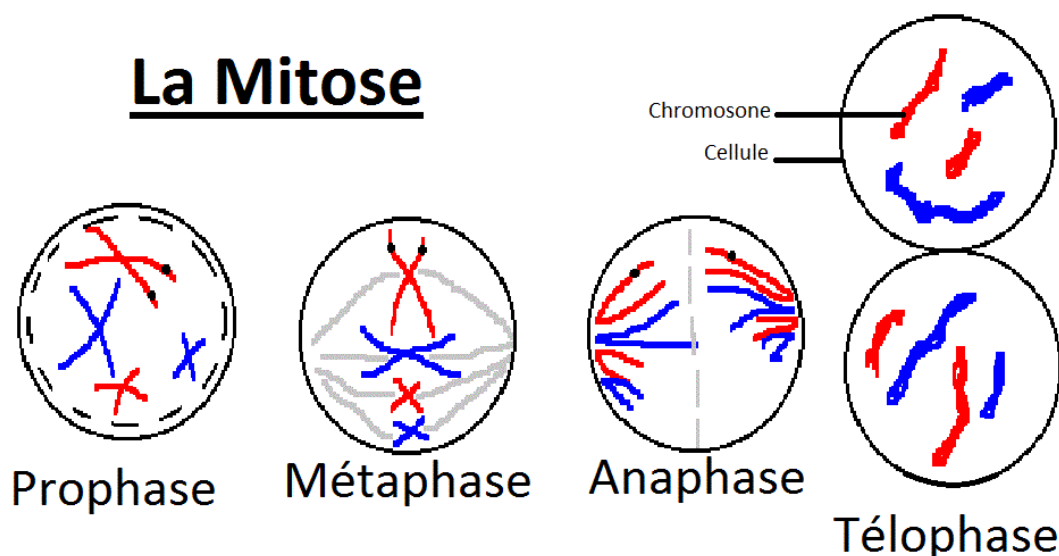 La Mitose
Chromosone
Cellule
Prophase
Métaphase
Anaphase
Télophase